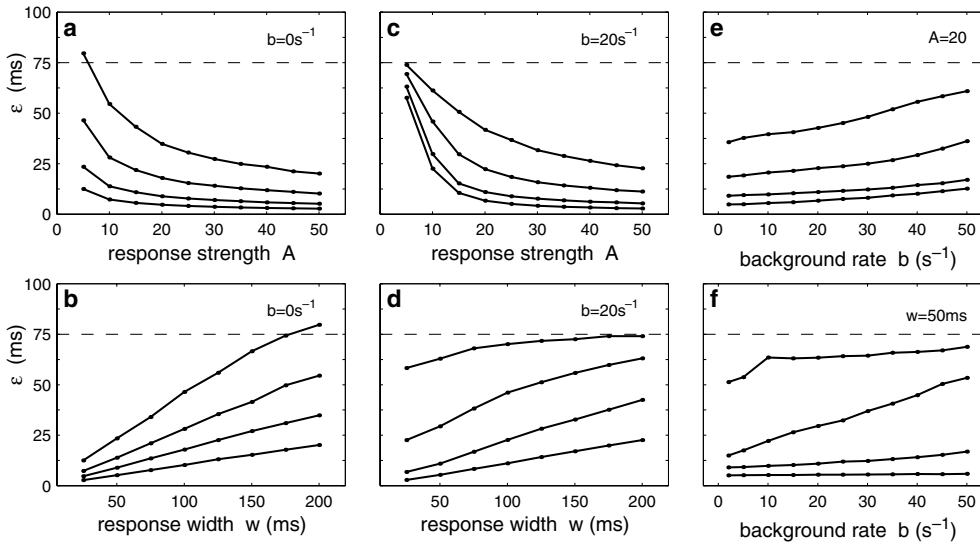 a
b=0s⁻¹
ε (ms)
100
75
50
25
0
0 10 20 30 40 50
response strength A
c
b=20s⁻¹
0 10 20 30 40 50
response strength A
e
A=20
0 10 20 30 40 50
background rate b (s⁻¹)
b
b=0s⁻¹
ε (ms)
100
75
50
25
0
50 100 150 200
response width w (ms)
d
b=20s⁻¹
50 100 150 200
response width w (ms)
f
w=50ms
0 10 20 30 40 50
background rate b (s⁻¹)